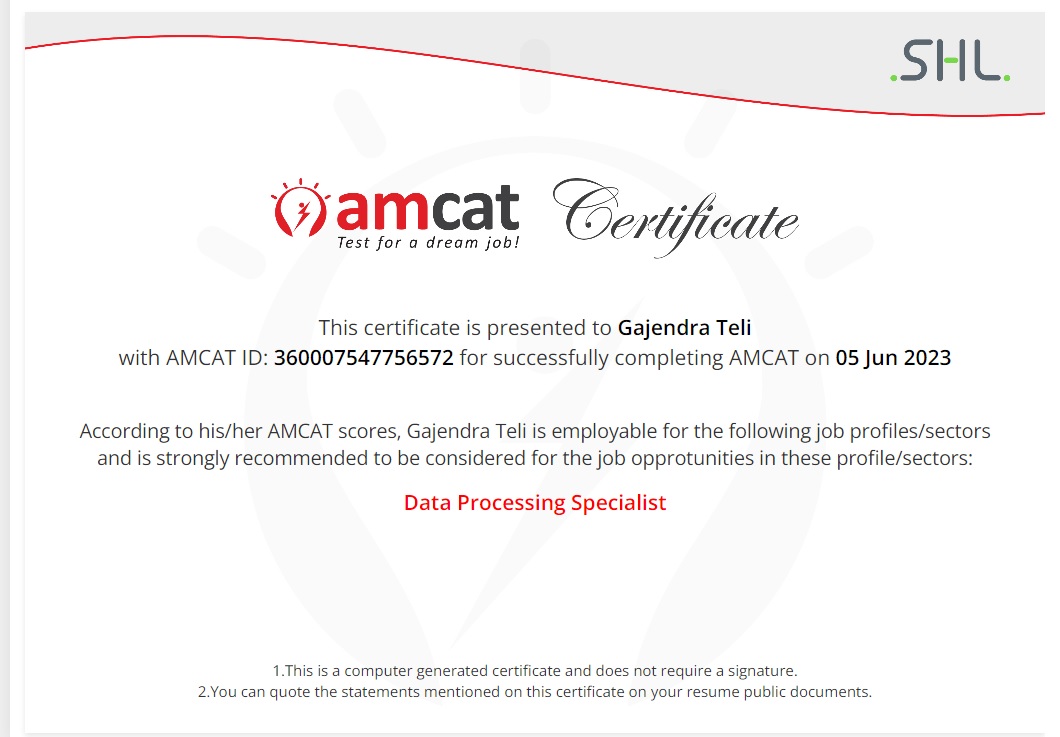 SHL.
amcat Certificate
Test for a dream job!
This certificate is presented to Gajendra Teli
with AMCAT ID: 360007547756572 for successfully completing AMCAT on 05 Jun 2023
According to his/her AMCAT scores, Gajendra Teli is employable for the following job profiles/sectors
and is strongly recommended to be considered for the job opprotunities in these profile/sectors:
Data Processing Specialist
1.This is a computer generated certificate and does not require a signature.
2.You can quote the statements mentioned on this certificate on your resume public documents.